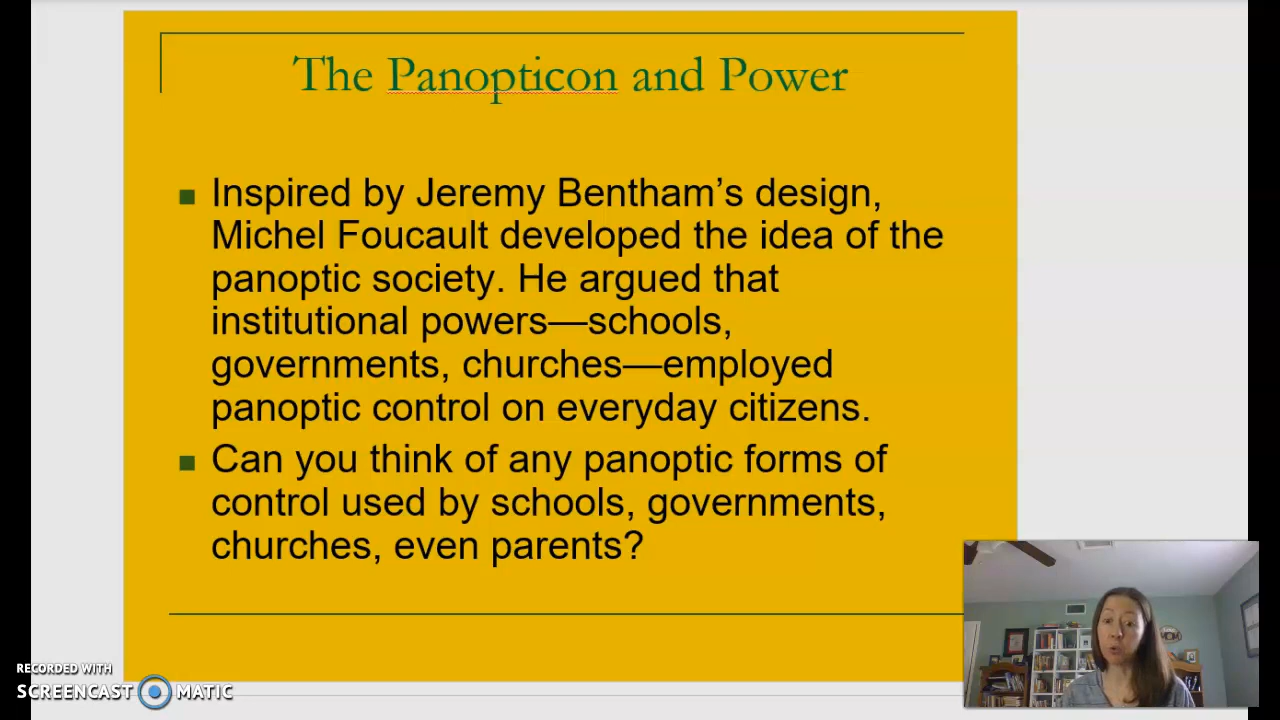 The Panopticon and Power
Inspired by Jeremy Bentham’s design,
Michel Foucault developed the idea of the
panoptic society. He argued that
institutional powers—schools,
governments, churches—employed
panoptic control on everyday citizens.
Can you think of any panoptic forms of
control used by schools, governments,
churches, even parents?
RECORDED WITH
SCREENCAST MATIC